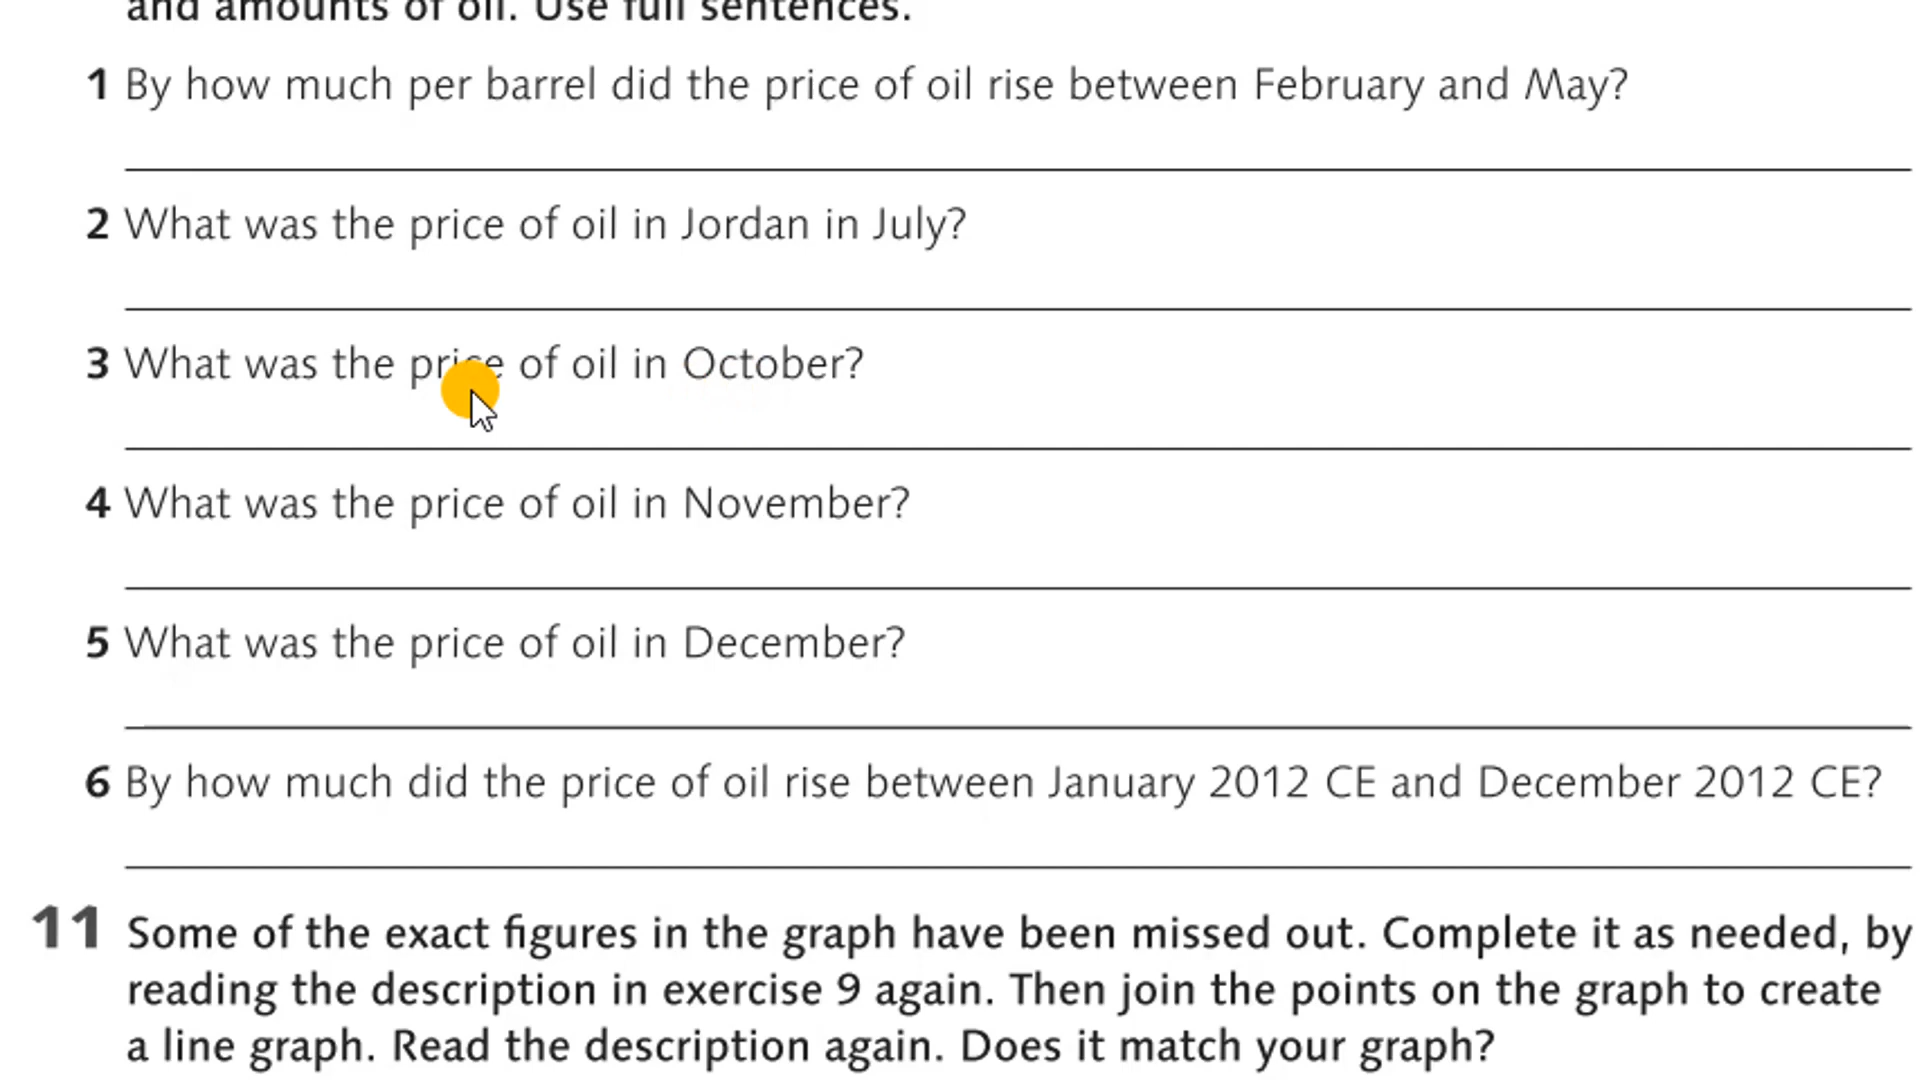 and amounts of oil. Use full sentences.
1 By how much per barrel did the price of oil rise between February and May?
2 What was the price of oil in Jordan in July?
3 What was the price of oil in October?
4 What was the price of oil in November?
5 What was the price of oil in December?
6 By how much did the price of oil rise between January 2012 CE and December 2012 CE?
11 Some of the exact figures in the graph have been missed out. Complete it as needed, by
reading the description in exercise 9 again. Then join the points on the graph to create
a line graph. Read the description again. Does it match your graph?